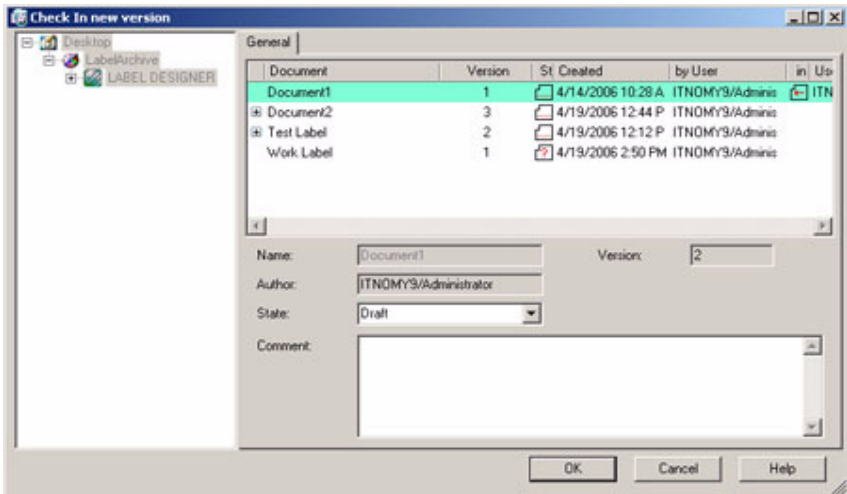 Check In new version
Desktop
LabelArchive
LABEL DESIGNER
General
Document Version St Created by User in Use
Document1 1 4/14/2006 10:28 A ITNOMY9/Adminis ITN
Document2 3 4/19/2006 12:44 P ITNOMY9/Adminis
Test Label 2 4/19/2006 12:12 P ITNOMY9/Adminis
Work Label 1 4/19/2006 2:50 PM ITNOMY9/Adminis
Name: Document1 Version: 2
Author: ITNOMY9/Administrator
State: Draft
Comment:
OK Cancel Help